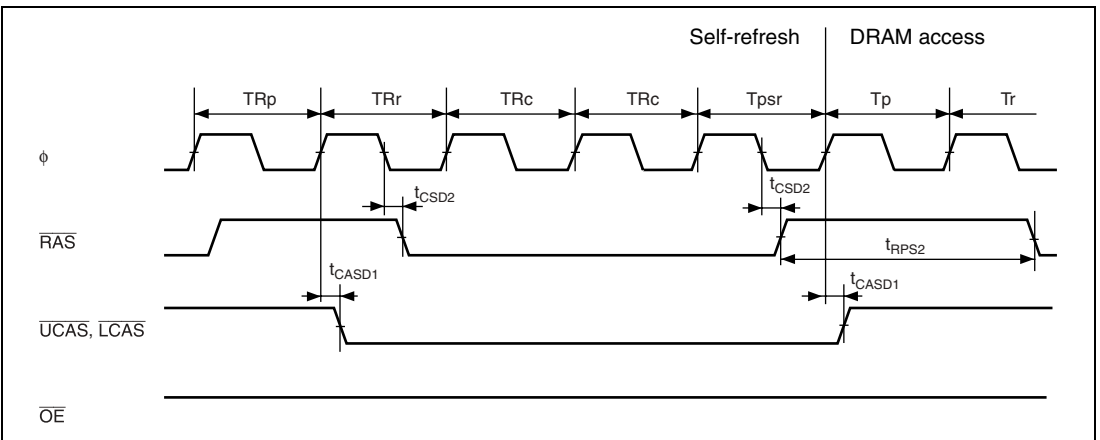 Self-refresh DRAM access
TRp TRr TRc TRc Tpsr Tp Tr
ϕ
tCSD2 tCSD2
RAS
tRPS2
tCASD1 tCASD1
UCAS, LCAS
OE